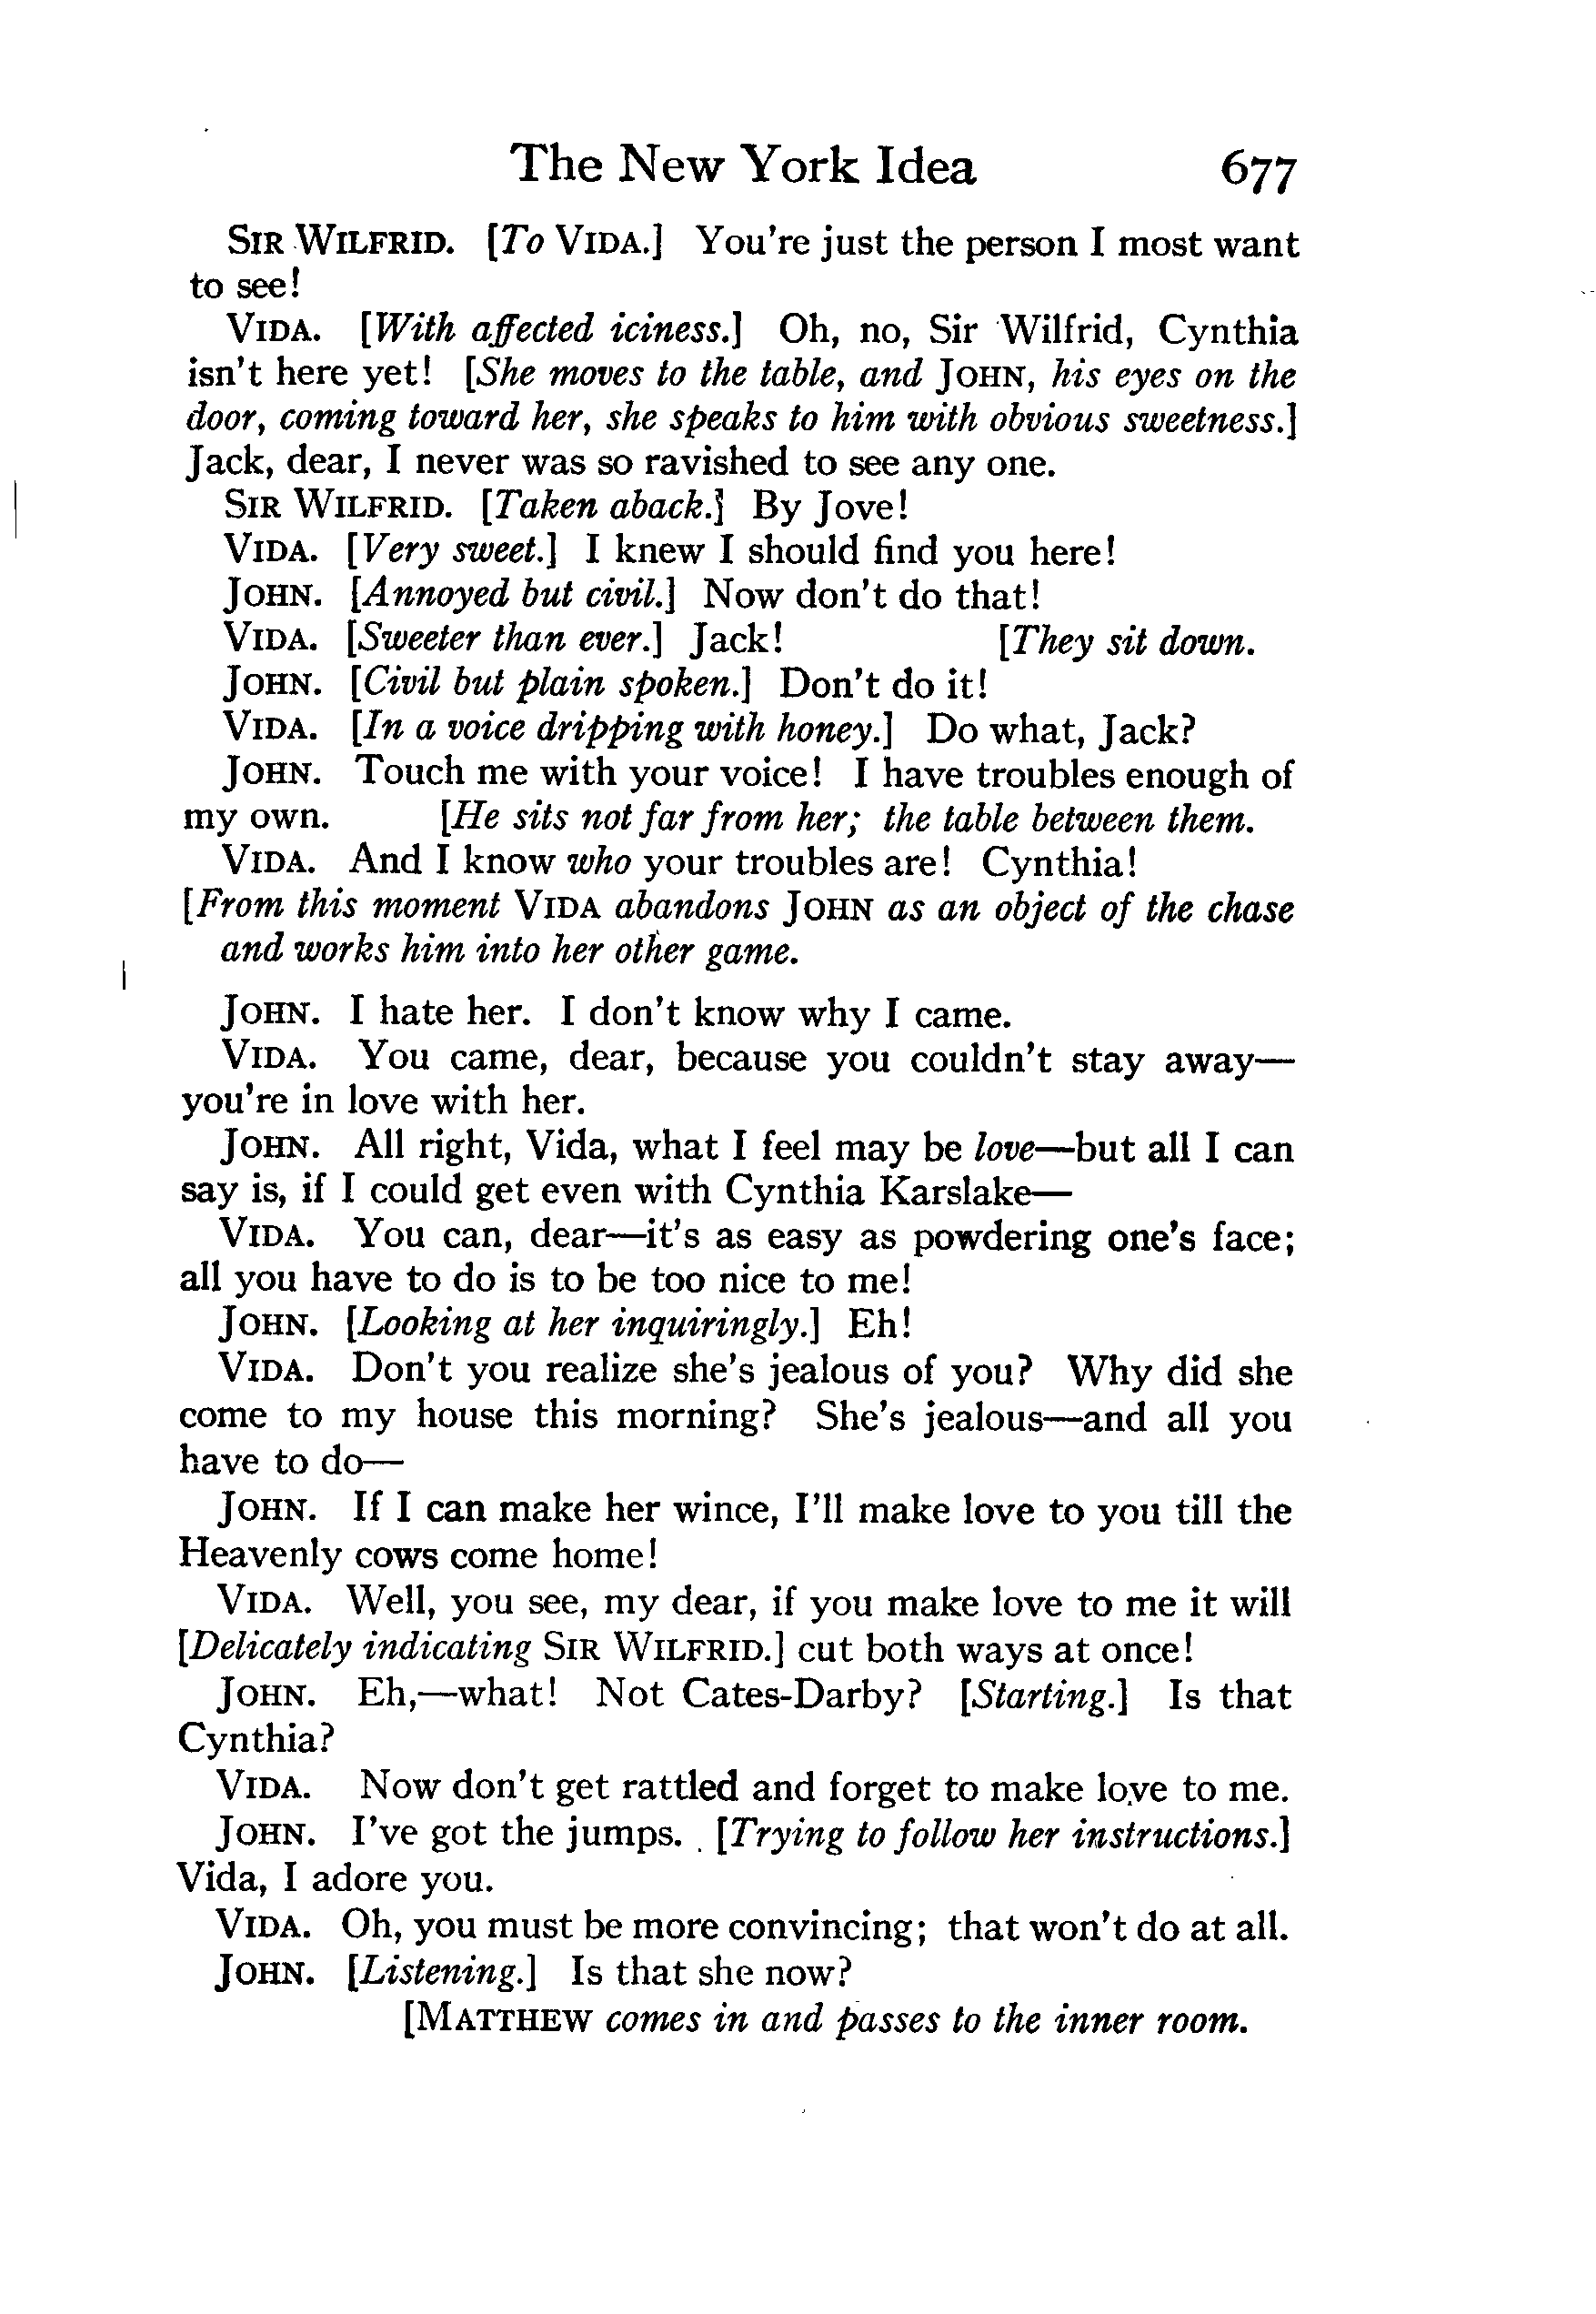 The New York Idea 677
SIR WILFRID. [To VIDA.] You're just the person I most want
to see!
VIDA. [With affected iciness.] Oh, no, Sir Wilfrid, Cynthia
isn't here yet! [She moves to the table, and JOHN, his eyes on the
door, coming toward her, she speaks to him with obvious sweetness.]
Jack, dear, I never was so ravished to see any one.
SIR WILFRID. [Taken aback.] By Jove!
VIDA. [Very sweet.] I knew I should find you here!
JOHN. [Annoyed but civil.] Now don't do that!
VIDA. [Sweeter than ever.] Jack! [They sit down.
JOHN. [Civil but plain spoken.] Don't do it!
VIDA. [In a voice dripping with honey.] Do what, Jack?
JOHN. Touch me with your voice! I have troubles enough of
my own. [He sits not far from her; the table between them.
VIDA. And I know who your troubles are! Cynthia!
[From this moment VIDA abandons JOHN as an object of the chase
and works him into her other game.
JOHN. I hate her. I don't know why I came.
VIDA. You came, dear, because you couldn't stay away—
you're in love with her.
JOHN. All right, Vida, what I feel may be love—but all I can
say is, if I could get even with Cynthia Karslake—
VIDA. You can, dear—it's as easy as powdering one's face;
all you have to do is to be too nice to me!
JOHN. [Looking at her inquiringly.] Eh!
VIDA. Don't you realize she's jealous of you? Why did she
come to my house this morning? She's jealous—and all you
have to do—
JOHN. If I can make her wince, I'll make love to you till the
Heavenly cows come home!
VIDA. Well, you see, my dear, if you make love to me it will
[Delicately indicating SIR WILFRID.] cut both ways at once!
JOHN. Eh,—what! Not Cates-Darby? [Starting.] Is that
Cynthia?
VIDA. Now don't get rattled and forget to make love to me.
JOHN. I've got the jumps. [Trying to follow her instructions.]
Vida, I adore you.
VIDA. Oh, you must be more convincing; that won't do at all.
JOHN. [Listening.] Is that she now?
[MATTHEW comes in and passes to the inner room.